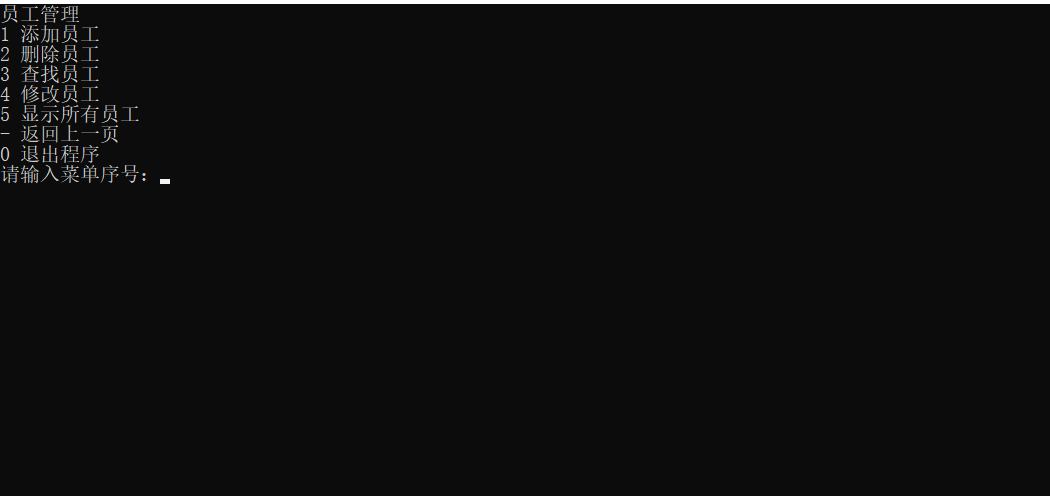 员工管理
1 添加员工
2 删除员工
3 查找员工
4 修改员工
5 显示所有员工
- 返回上一页
0 退出程序
请输入菜单序号：